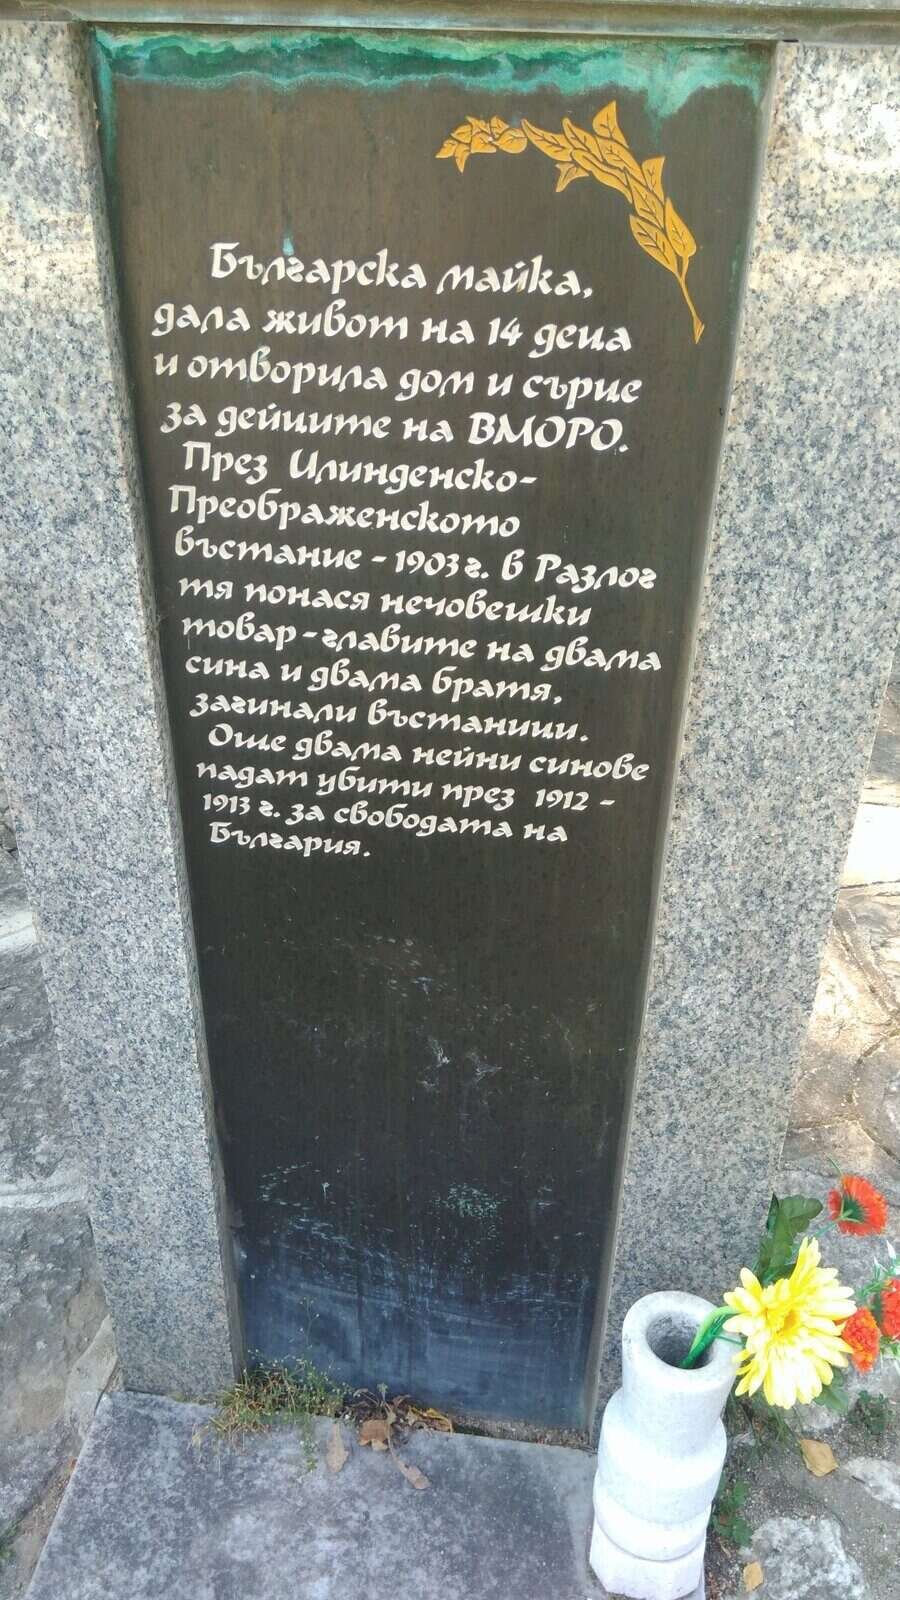 Българска майка,
дала живот на 14 деца
и отворила дом и сърце
за дейците на ВМОРО.
През Илинденско-
Преображенското
въстание - 1903 г. в Разлог
тя понася нечовешки
товар - главите на двама
сина и двама братя,
загинали въстаници.
Още двама нейни синове
падат убити през 1912 -
1913 г. за свободата на
България.